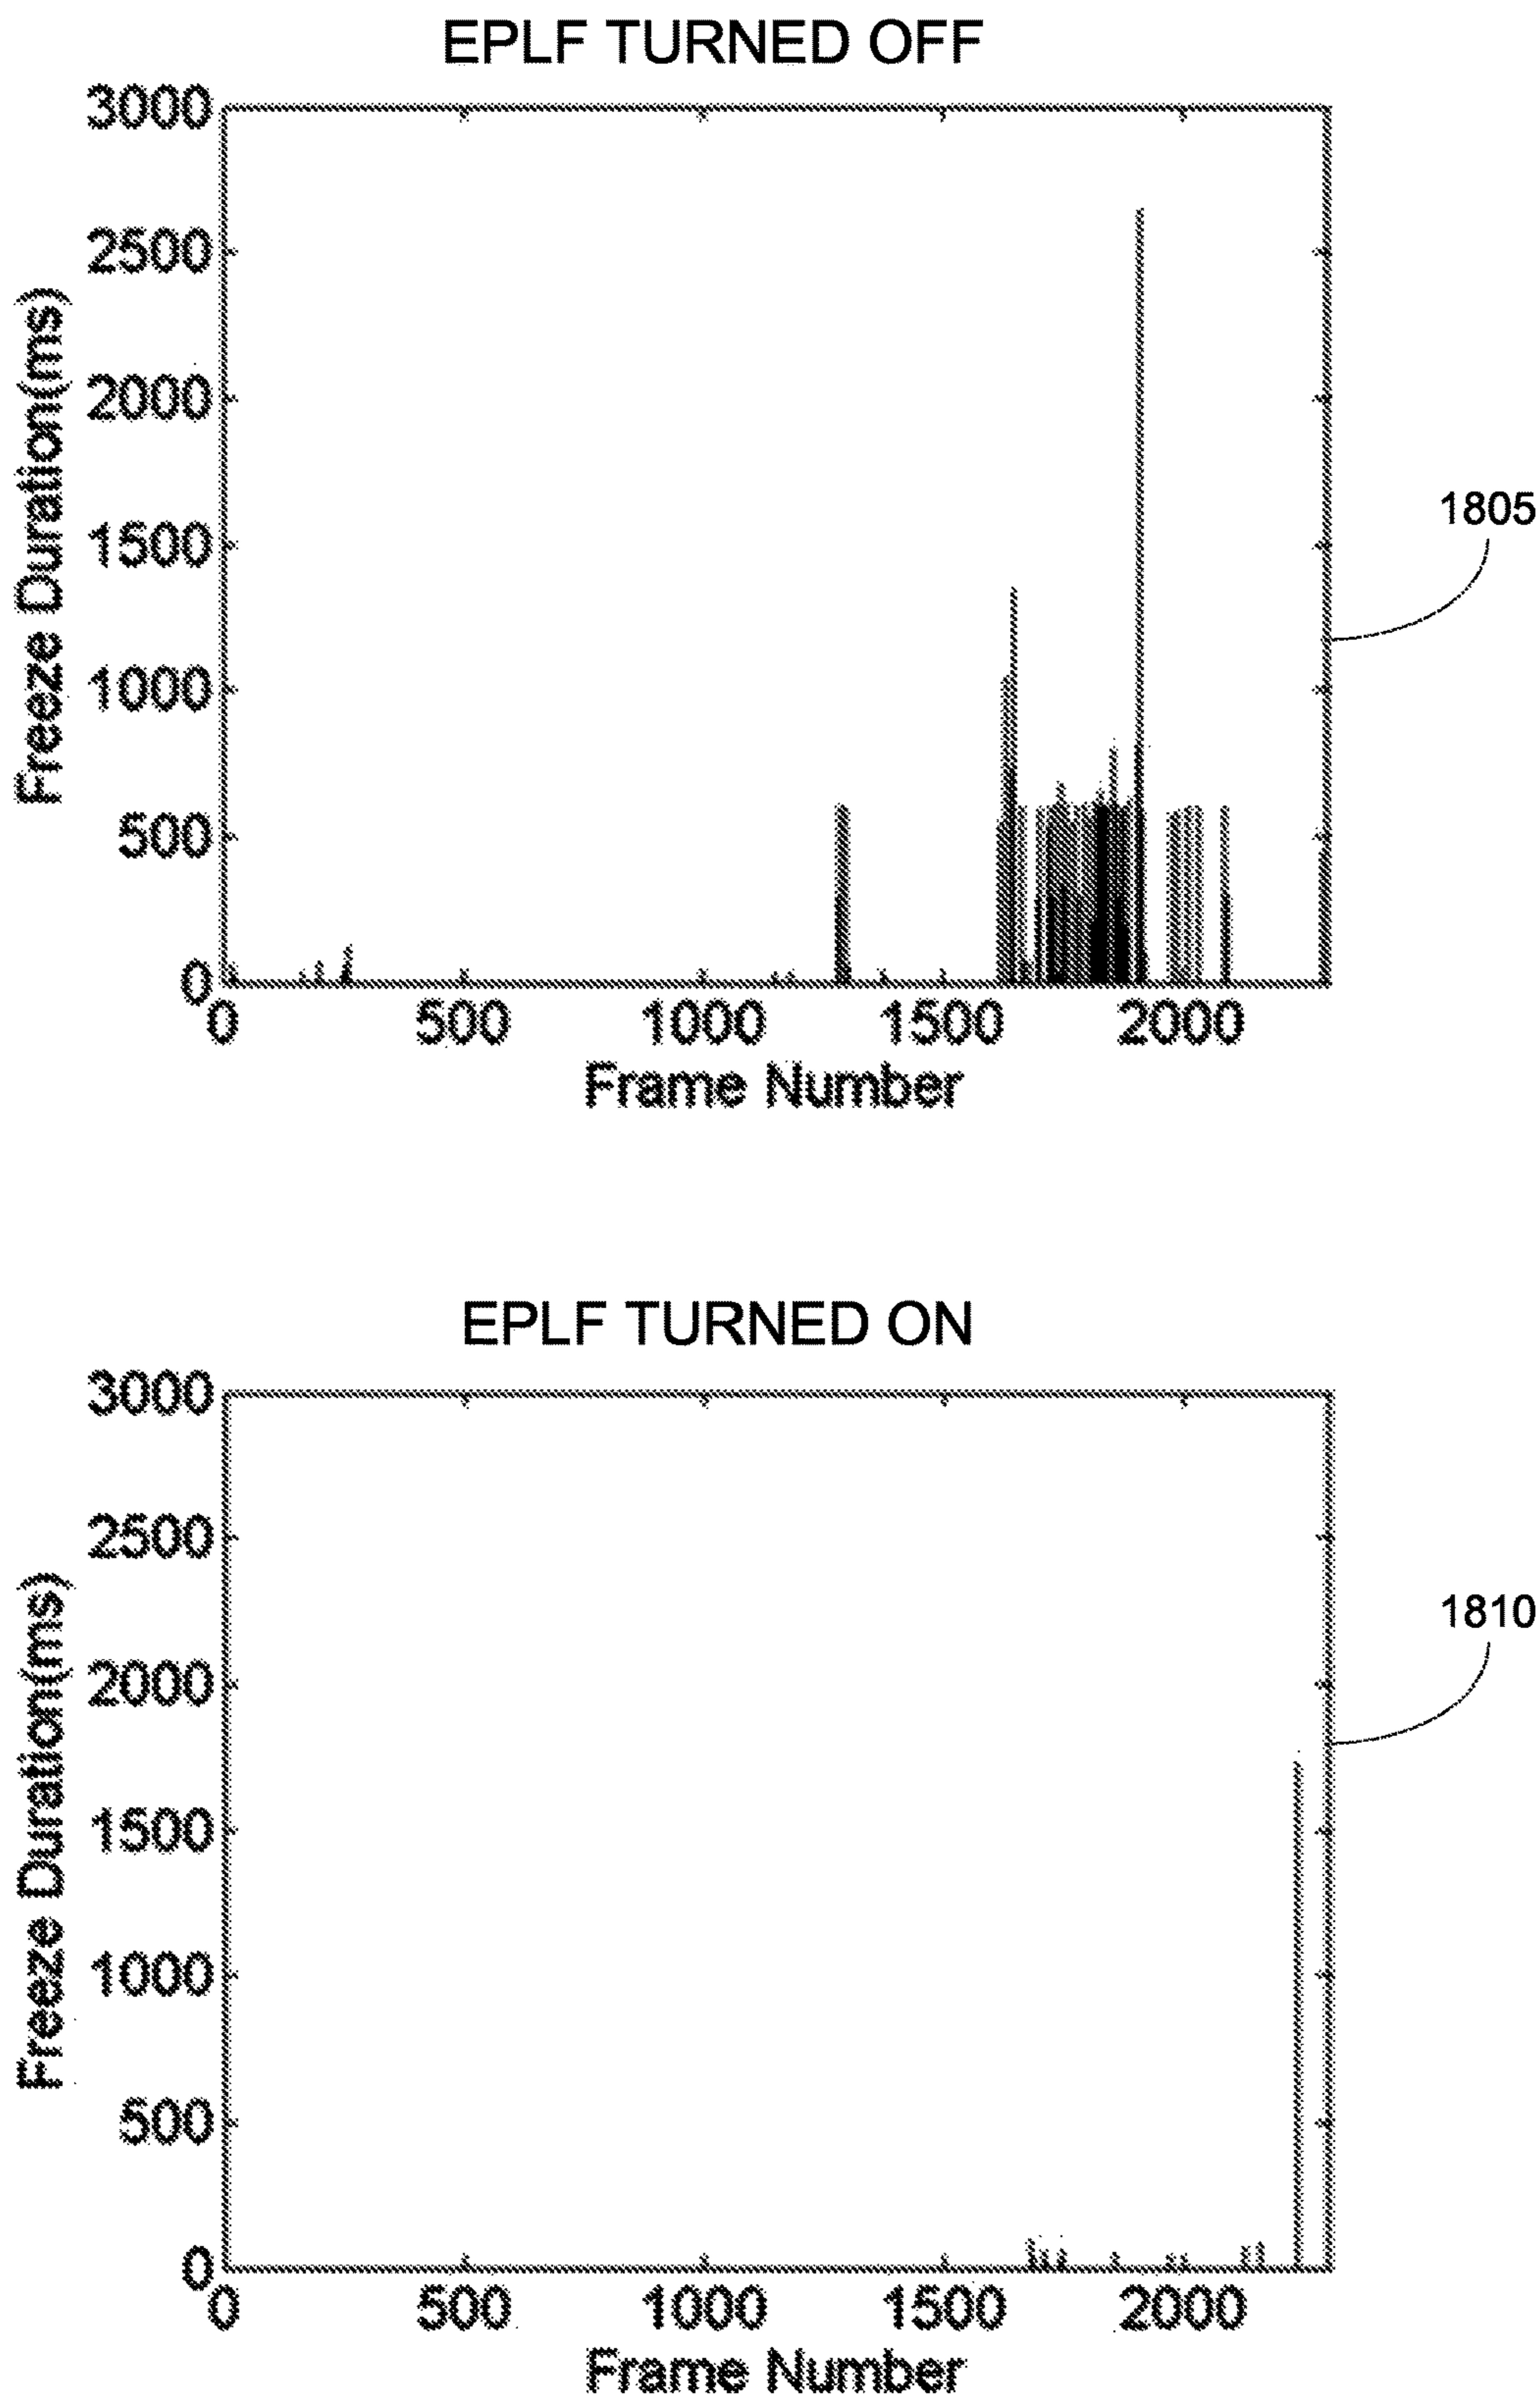 EPLF TURNED OFF
3000
2500
2000
1500
1000
500
0
Freeze Duration(ms)
1805
0 500 1000 1500 2000
Frame Number
EPLF TURNED ON
3000
2500
2000
1500
1000
500
0
Freeze Duration(ms)
1810
0 500 1000 1500 2000
Frame Number